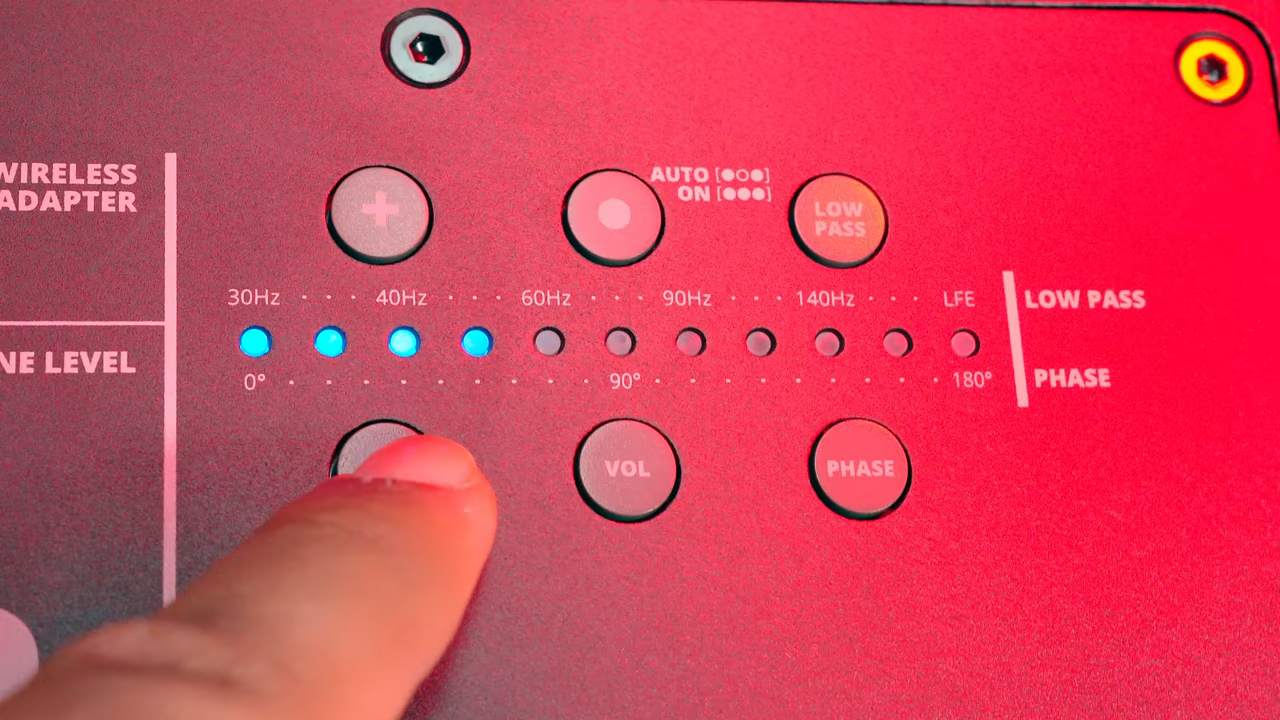 WIRELESS
ADAPTER
NE LEVEL
+
AUTO [●○●]
ON [●●●]
LOW
PASS
30Hz · · · 40Hz · · · 60Hz · · · 90Hz · · · 140Hz · · · LFE
LOW PASS
0° · · · · · · · · 90° · · · · · · · · 180°
PHASE
VOL
PHASE